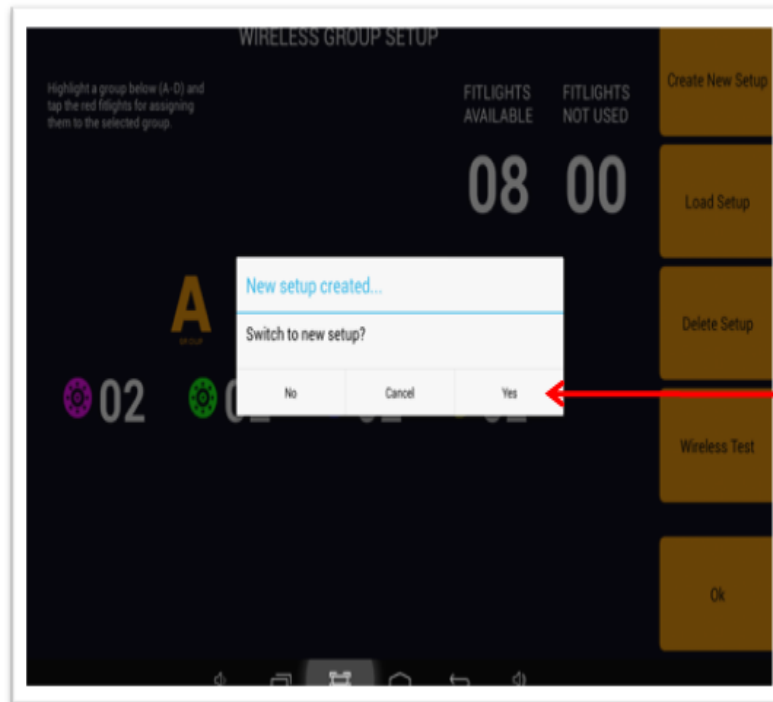 WIRELESS GROUP SETUP
Highlight a group below (A-D) and
tap the red fitlights for assigning
them to the selected group.
FITLIGHTS
AVAILABLE
FITLIGHTS
NOT USED
08
00
Create New Setup
Load Setup
Delete Setup
Wireless Test
Ok
A
GROUP
New setup created...
Switch to new setup?
No
Cancel
Yes
02